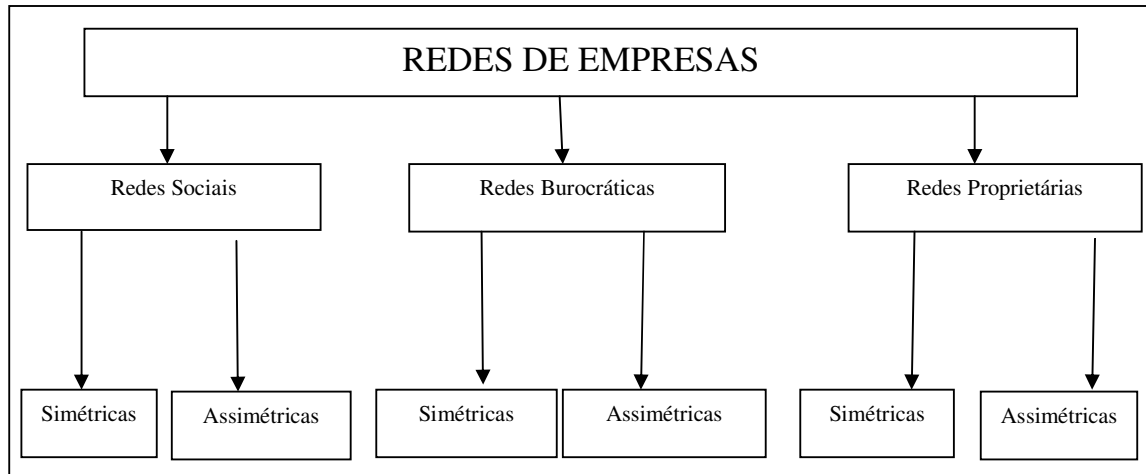 REDES DE EMPRESAS
Redes Sociais
Redes Burocráticas
Redes Proprietárias
Simétricas
Assimétricas
Simétricas
Assimétricas
Simétricas
Assimétricas